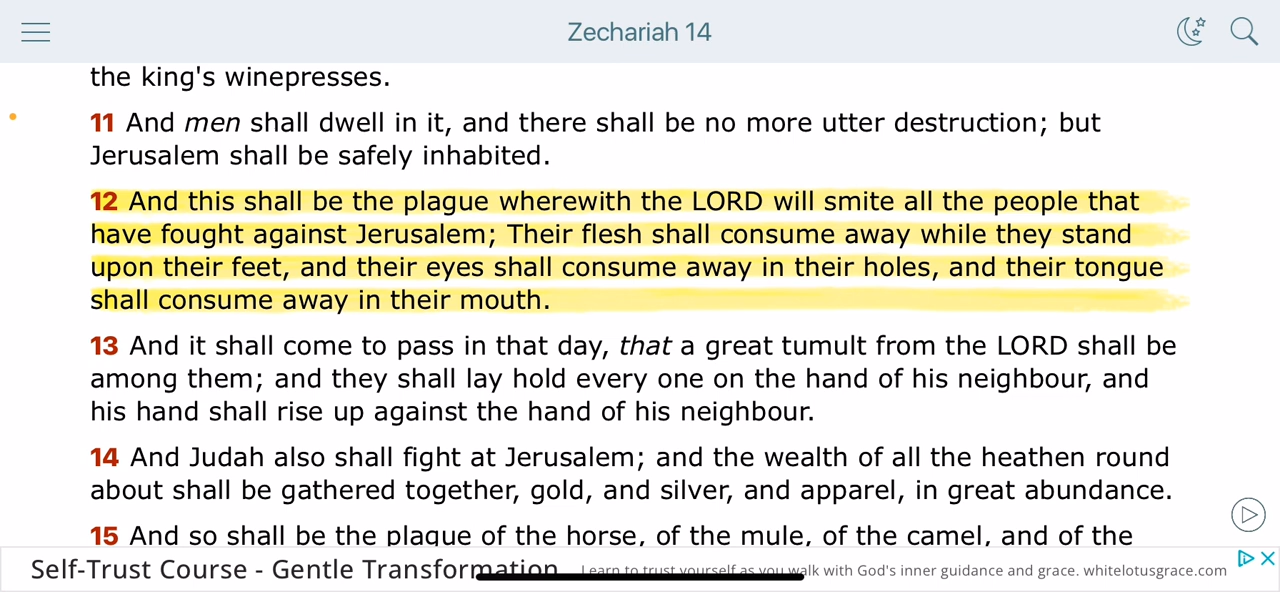 Zechariah 14
the king's winepresses.
11 And men shall dwell in it, and there shall be no more utter destruction; but
Jerusalem shall be safely inhabited.
12 And this shall be the plague wherewith the LORD will smite all the people that
have fought against Jerusalem; Their flesh shall consume away while they stand
upon their feet, and their eyes shall consume away in their holes, and their tongue
shall consume away in their mouth.
13 And it shall come to pass in that day, that a great tumult from the LORD shall be
among them; and they shall lay hold every one on the hand of his neighbour, and
his hand shall rise up against the hand of his neighbour.
14 And Judah also shall fight at Jerusalem; and the wealth of all the heathen round
about shall be gathered together, gold, and silver, and apparel, in great abundance.
15 And so shall be the plague of the horse, of the mule, of the camel, and of the
Self-Trust Course - Gentle Transformation Learn to trust yourself as you walk with God's inner guidance and grace. whitelotusgrace.com